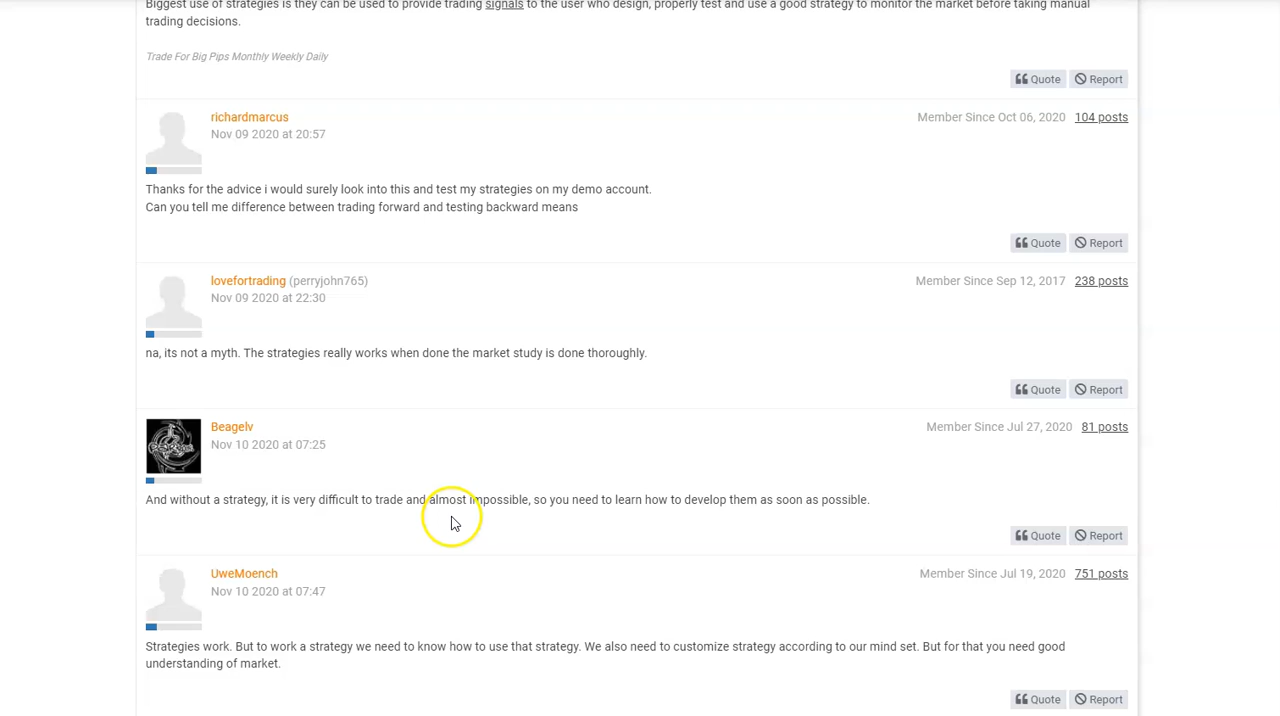 Biggest use of strategies is they can be used to provide trading signals to the user who design, properly test and use a good strategy to monitor the market before taking manual
trading decisions.
Trade For Big Pips Monthly Weekly Daily
Quote Report
richardmarcus Member Since Oct 06, 2020 104 posts
Nov 09 2020 at 20:57
Thanks for the advice i would surely look into this and test my strategies on my demo account.
Can you tell me difference between trading forward and testing backward means
Quote Report
lovefortrading (perryjohn765) Member Since Sep 12, 2017 238 posts
Nov 09 2020 at 22:30
na, its not a myth. The strategies really works when done the market study is done thoroughly.
Quote Report
Beagelv Member Since Jul 27, 2020 81 posts
Nov 10 2020 at 07:25
And without a strategy, it is very difficult to trade and almost impossible, so you need to learn how to develop them as soon as possible.
Quote Report
UweMoench Member Since Jul 19, 2020 751 posts
Nov 10 2020 at 07:47
Strategies work. But to work a strategy we need to know how to use that strategy. We also need to customize strategy according to our mind set. But for that you need good
understanding of market.
Quote Report